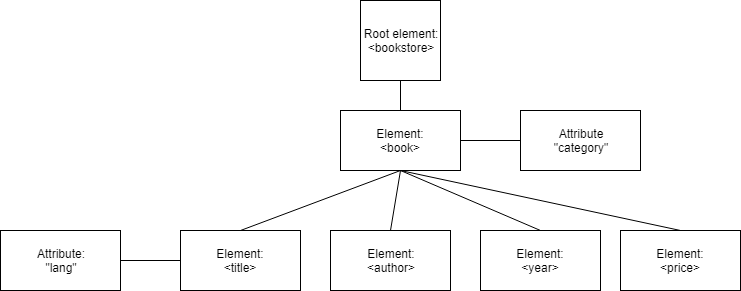 Root element:
<bookstore>
Element:
<book>
Attribute
"category"
Attribute:
"lang"
Element:
<title>
Element:
<author>
Element:
<year>
Element:
<price>